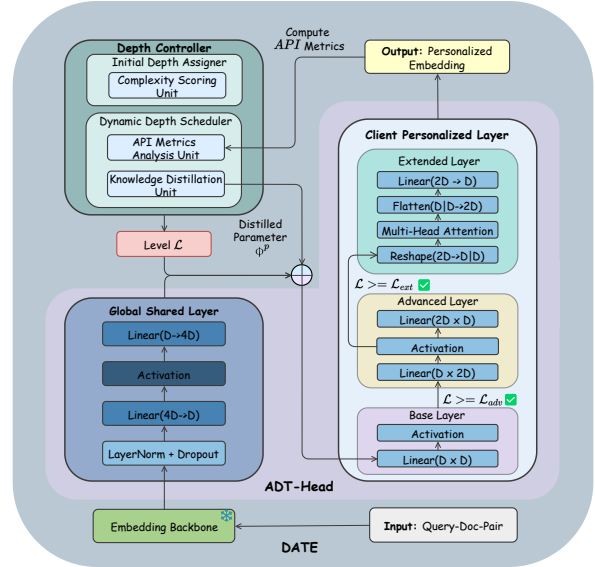 Depth Controller
Initial Depth Assigner
Complexity Scoring
Unit
Dynamic Depth Scheduler
API Metrics
Analysis Unit
Knowledge Distillation
Unit
Compute
API Metrics
Output: Personalized
Embedding
Level ℒ
Distilled
Parameter
Φᵖ
Client Personalized Layer
Extended Layer
Linear(2D -> D)
Flatten(D|D->2D)
Multi-Head Attention
Reshape(2D->D|D)
ℒ >= ℒₑₓₜ ✅
Advanced Layer
Linear(2D x D)
Activation
Linear(D x 2D)
ℒ >= ℒ_adv ✅
Base Layer
Activation
Linear(D x D)
Global Shared Layer
Linear(D->4D)
Activation
Linear(4D->D)
LayerNorm + Dropout
ADT-Head
Embedding Backbone
Input: Query-Doc-Pair
DATE